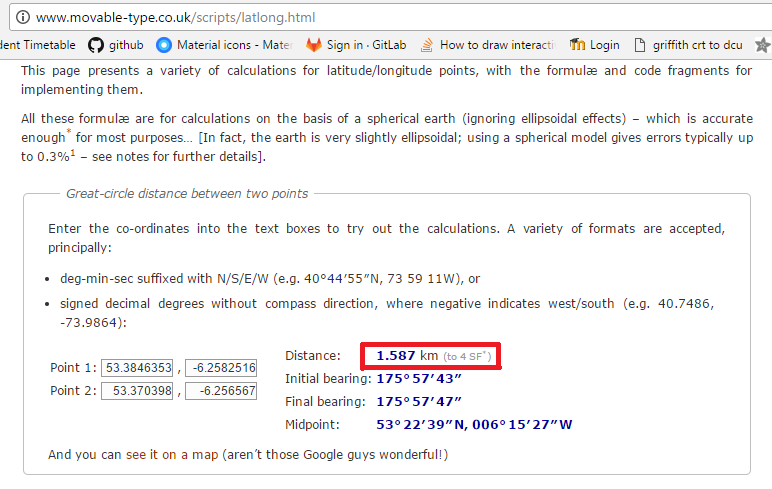 www.movable-type.co.uk/scripts/latlong.html
dent Timetable github Material icons - Mate Sign in · GitLab How to draw interacti Login griffith crt to dcu
This page presents a variety of calculations for latitude/longitude points, with the formulæ and code fragments for
implementing them.
All these formulæ are for calculations on the basis of a spherical earth (ignoring ellipsoidal effects) – which is accurate
enough* for most purposes… [In fact, the earth is very slightly ellipsoidal; using a spherical model gives errors typically up
to 0.3%1 – see notes for further details].
Great-circle distance between two points
Enter the co-ordinates into the text boxes to try out the calculations. A variety of formats are accepted,
principally:
• deg-min-sec suffixed with N/S/E/W (e.g. 40°44′55″N, 73 59 11W), or
• signed decimal degrees without compass direction, where negative indicates west/south (e.g. 40.7486,
-73.9864):
Point 1: 53.3846353 , -6.2582516
Point 2: 53.370398 , -6.256567
Distance: 1.587 km (to 4 SF*)
Initial bearing: 175°57′43″
Final bearing: 175°57′47″
Midpoint: 53°22′39″N, 006°15′27″W
And you can see it on a map (aren’t those Google guys wonderful!)